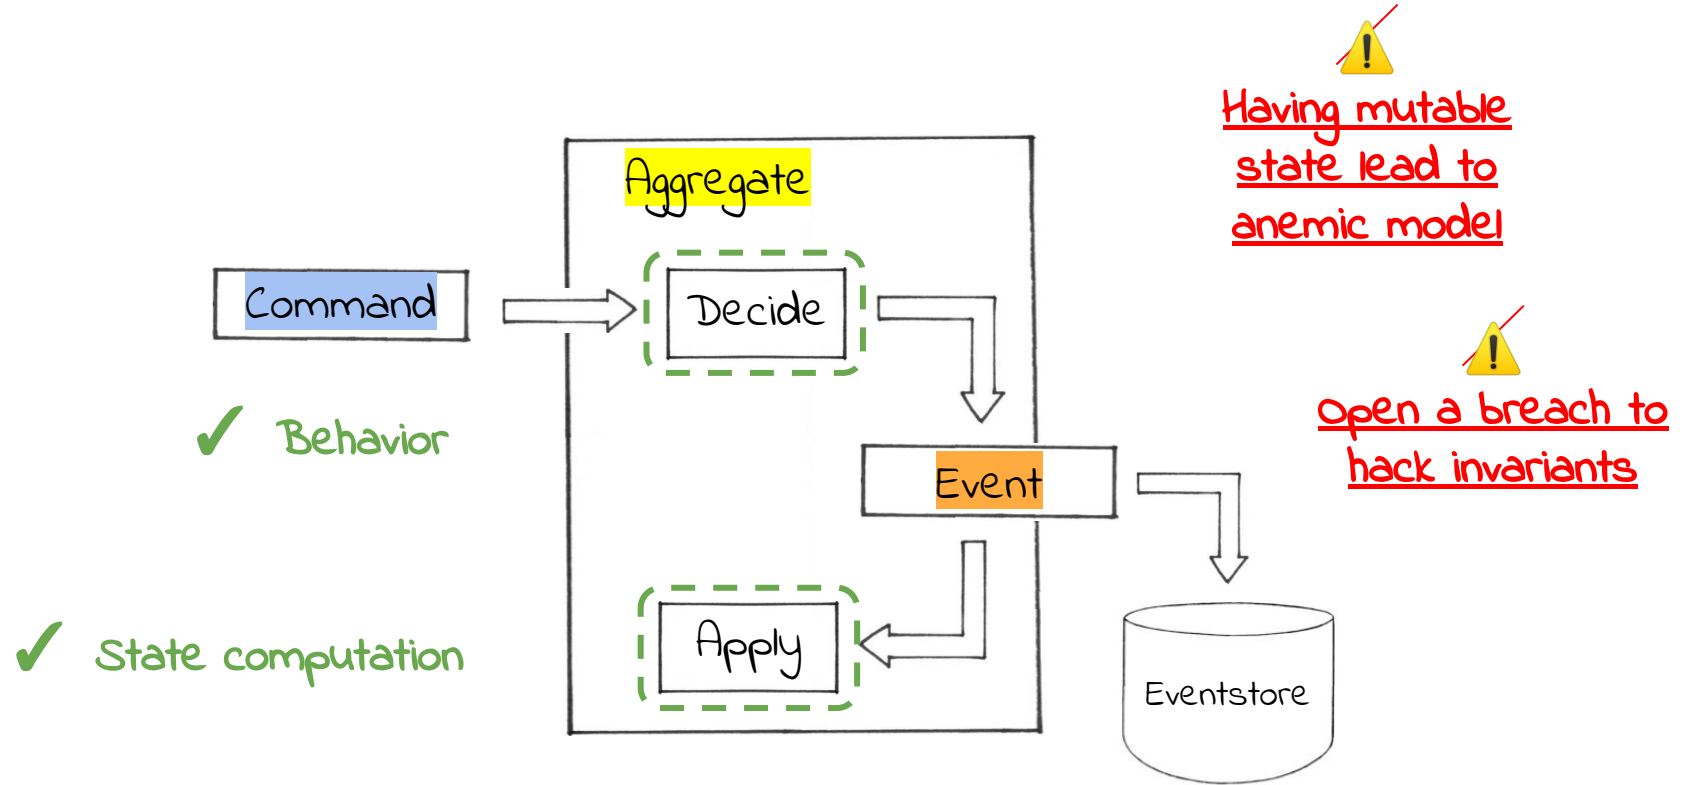 Having mutable
state lead to
anemic model
Aggregate
Command
Decide
Open a breach to
hack invariants
Behavior
Event
State computation
Apply
Eventstore